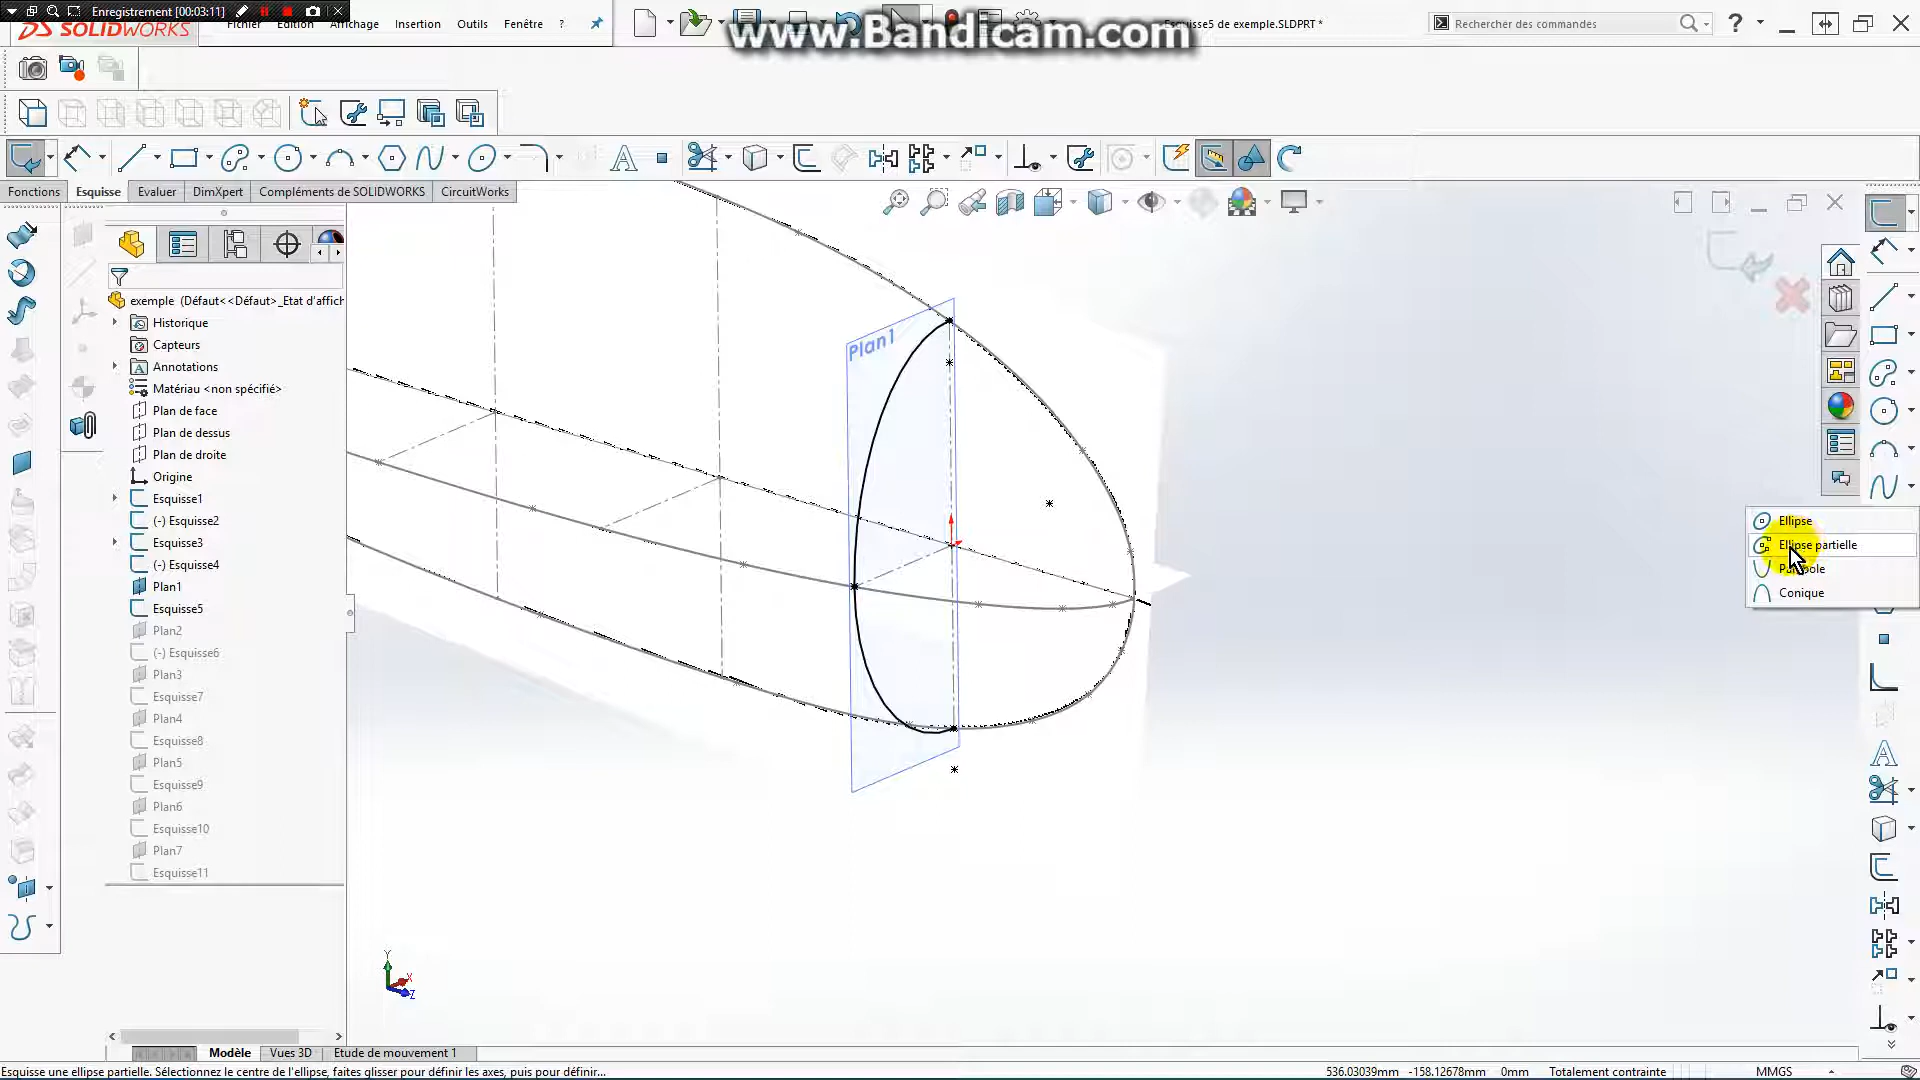 Enregistrement [00:03:11]
SOLIDWORKS
Fichier
Edition
Affichage
Insertion
Outils
Fenêtre
?
www.Bandicam.com
Esquisse5 de exemple.SLDPRT *
Rechercher des commandes
?
Fonctions
Esquisse
Evaluer
DimXpert
Compléments de SOLIDWORKS
CircuitWorks
exemple (Défaut<<Défaut>_Etat d'affich
Historique
Capteurs
Annotations
Matériau <non spécifié>
Plan de face
Plan de dessus
Plan de droite
Origine
Esquisse1
(-) Esquisse2
Esquisse3
(-) Esquisse4
Plan1
Esquisse5
Plan2
(-) Esquisse6
Plan3
Esquisse7
Plan4
Esquisse8
Plan5
Esquisse9
Plan6
Esquisse10
Plan7
Esquisse11
Plan1
Ellipse
Ellipse partielle
Conique
Y
X
Z
Modèle
Vues 3D
Etude de mouvement 1
Esquisse une ellipse partielle. Sélectionnez le centre de l'ellipse, faites glisser pour définir les axes, puis pour définir...
536.03039mm
-158.12678mm
0mm
Totalement contrainte
MMGS